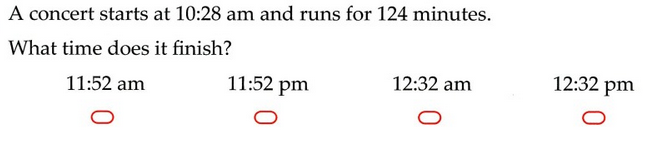 A concert starts at 10:28 am and runs for 124 minutes.
What time does it finish?
11:52 am 11:52 pm 12:32 am 12:32 pm